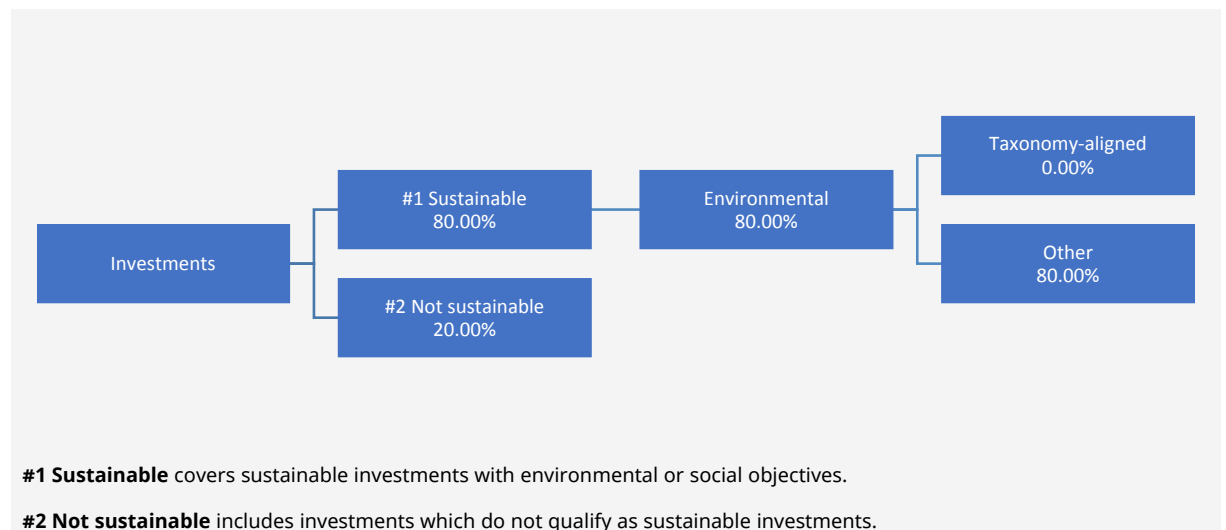 Investments
#1 Sustainable
80.00%
#2 Not sustainable
20.00%
Environmental
80.00%
Taxonomy-aligned
0.00%
Other
80.00%
#1 Sustainable covers sustainable investments with environmental or social objectives.
#2 Not sustainable includes investments which do not qualify as sustainable investments.